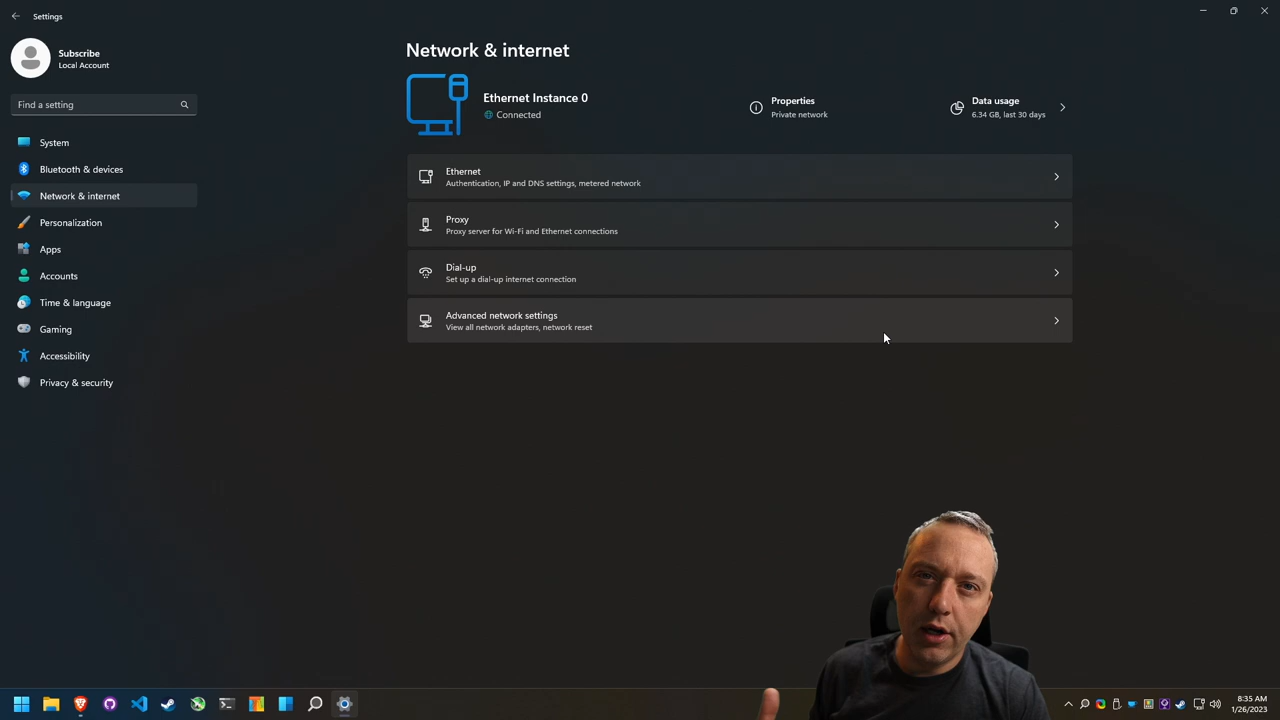 Settings
Subscribe
Local Account
Find a setting
System
Bluetooth & devices
Network & internet
Personalization
Apps
Accounts
Time & language
Gaming
Accessibility
Privacy & security
Network & internet
Ethernet Instance 0
Connected
Properties
Private network
Data usage
6.34 GB, last 30 days
Ethernet
Authentication, IP and DNS settings, metered network
Proxy
Proxy server for Wi-Fi and Ethernet connections
Dial-up
Set up a dial-up internet connection
Advanced network settings
View all network adapters, network reset
8:35 AM
1/26/2023